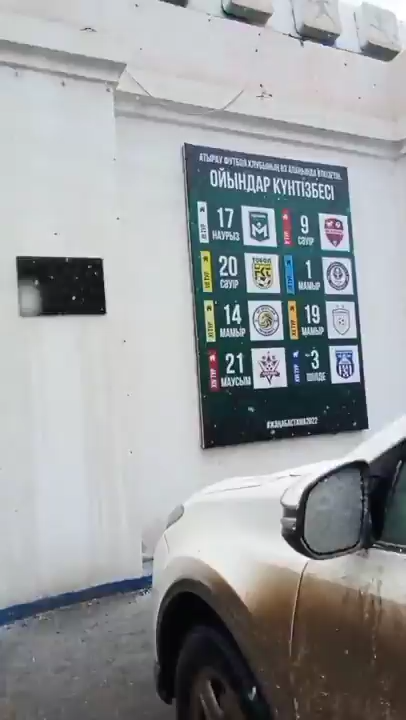 АТЫРАУ ФУТБОЛ КЛУБЫНЫҢ ӨЗ АЛАҢЫНДА ӨТКІЗЕТІН
ОЙЫНДАР КҮНТІЗБЕСІ
17 НАУРЫЗ
9 СӘУІР
20 СӘУІР
ТОБОЛ
1 МАМЫР
14 МАМЫР
19 МАМЫР
21 МАУСЫМ
3 ШІЛДЕ
#ЖАҢАБАСТАМА2022